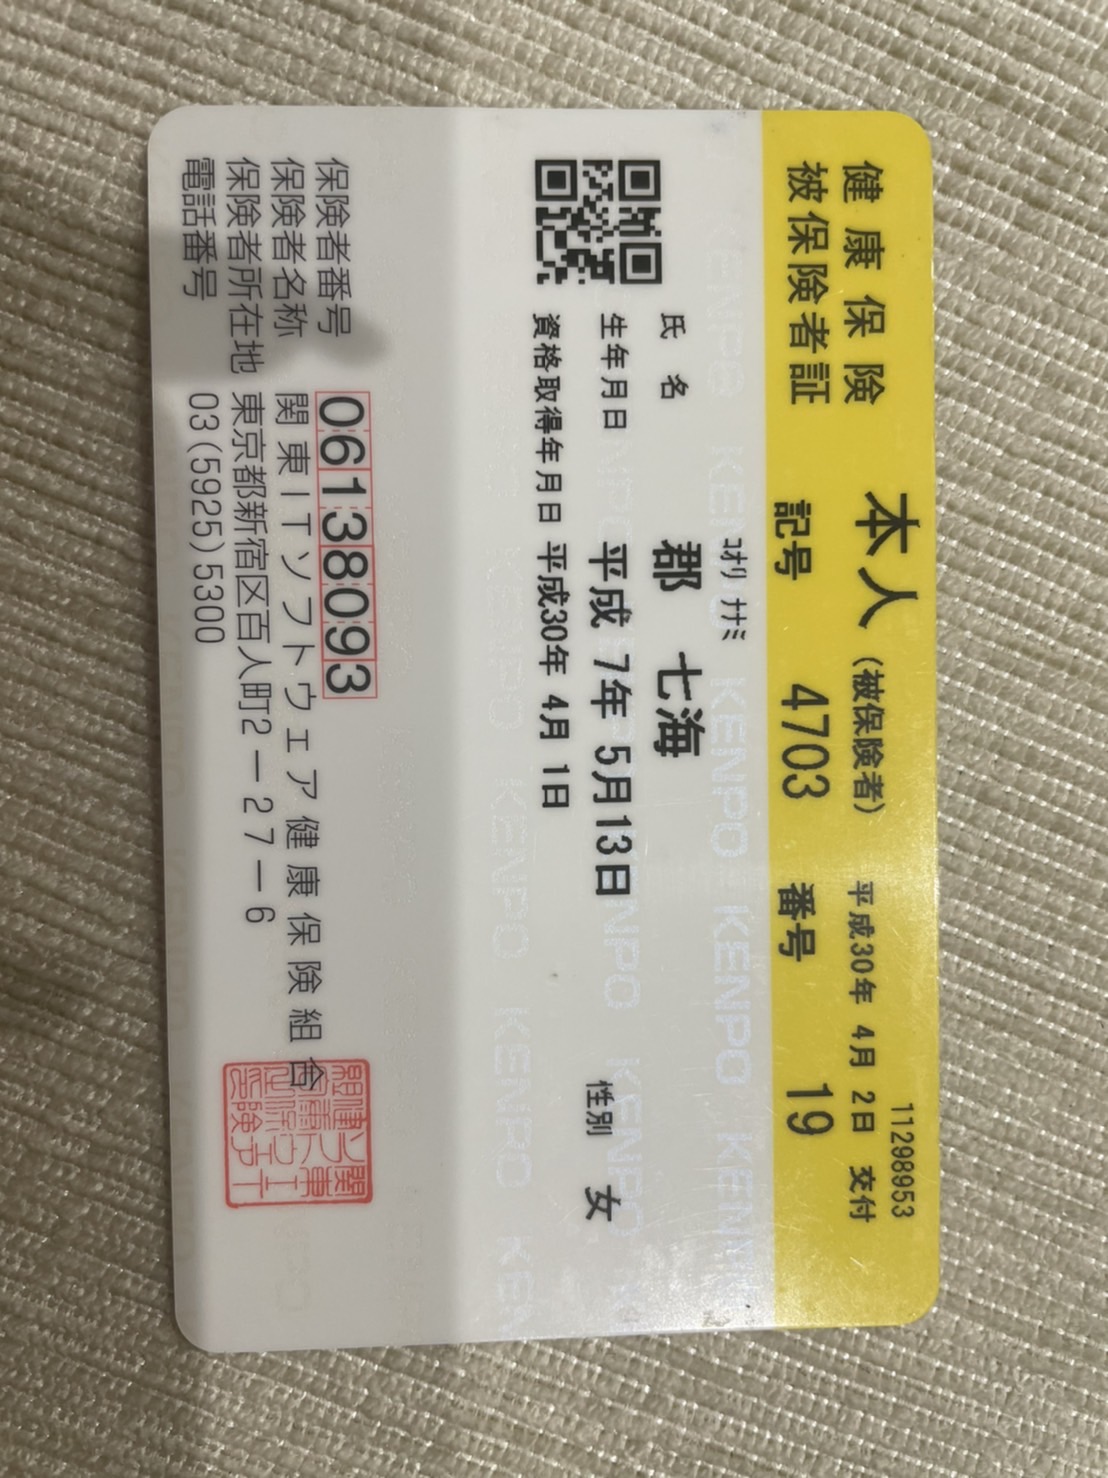 11298953
健康保険 本人(被保険者) 平成30年 4月 2日 交付
被保険者証 記号 4703 番号 19
ｺｵﾘ ﾅﾅﾐ
氏名 郡 七海
生年月日 平成 7年 5月13日 性別 女
資格取得年月日 平成30年 4月 1日
保険者番号 06138093
保険者名称 関東ITソフトウェア健康保険組合
保険者所在地 東京都新宿区百人町2-27-6
電話番号 03(5925)5300
KENPO KENPO KENPO KENPO